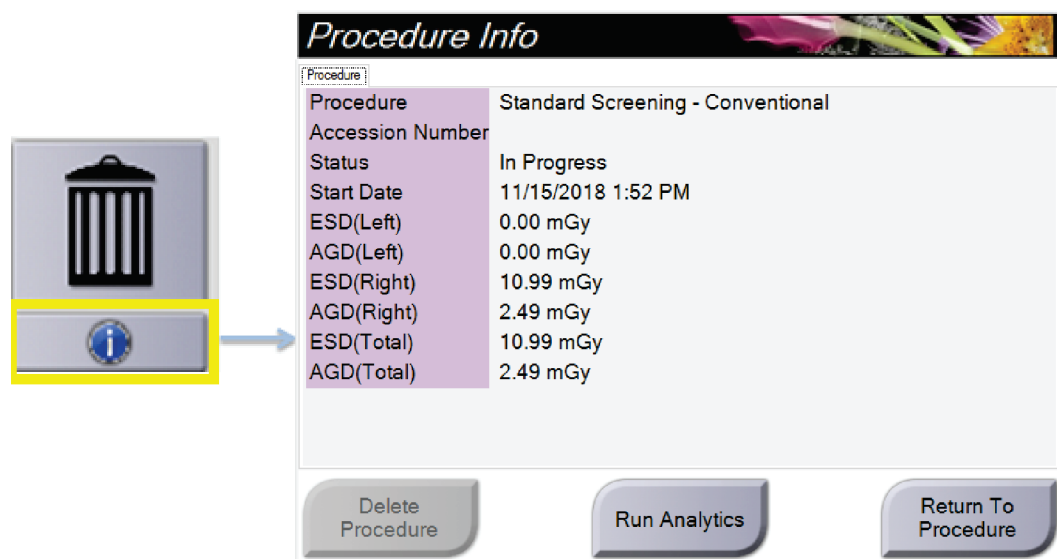 Procedure Info
Procedure
Procedure Standard Screening - Conventional
Accession Number
Status In Progress
Start Date 11/15/2018 1:52 PM
ESD(Left) 0.00 mGy
AGD(Left) 0.00 mGy
ESD(Right) 10.99 mGy
AGD(Right) 2.49 mGy
ESD(Total) 10.99 mGy
AGD(Total) 2.49 mGy
i
Delete
Procedure
Run Analytics
Return To
Procedure